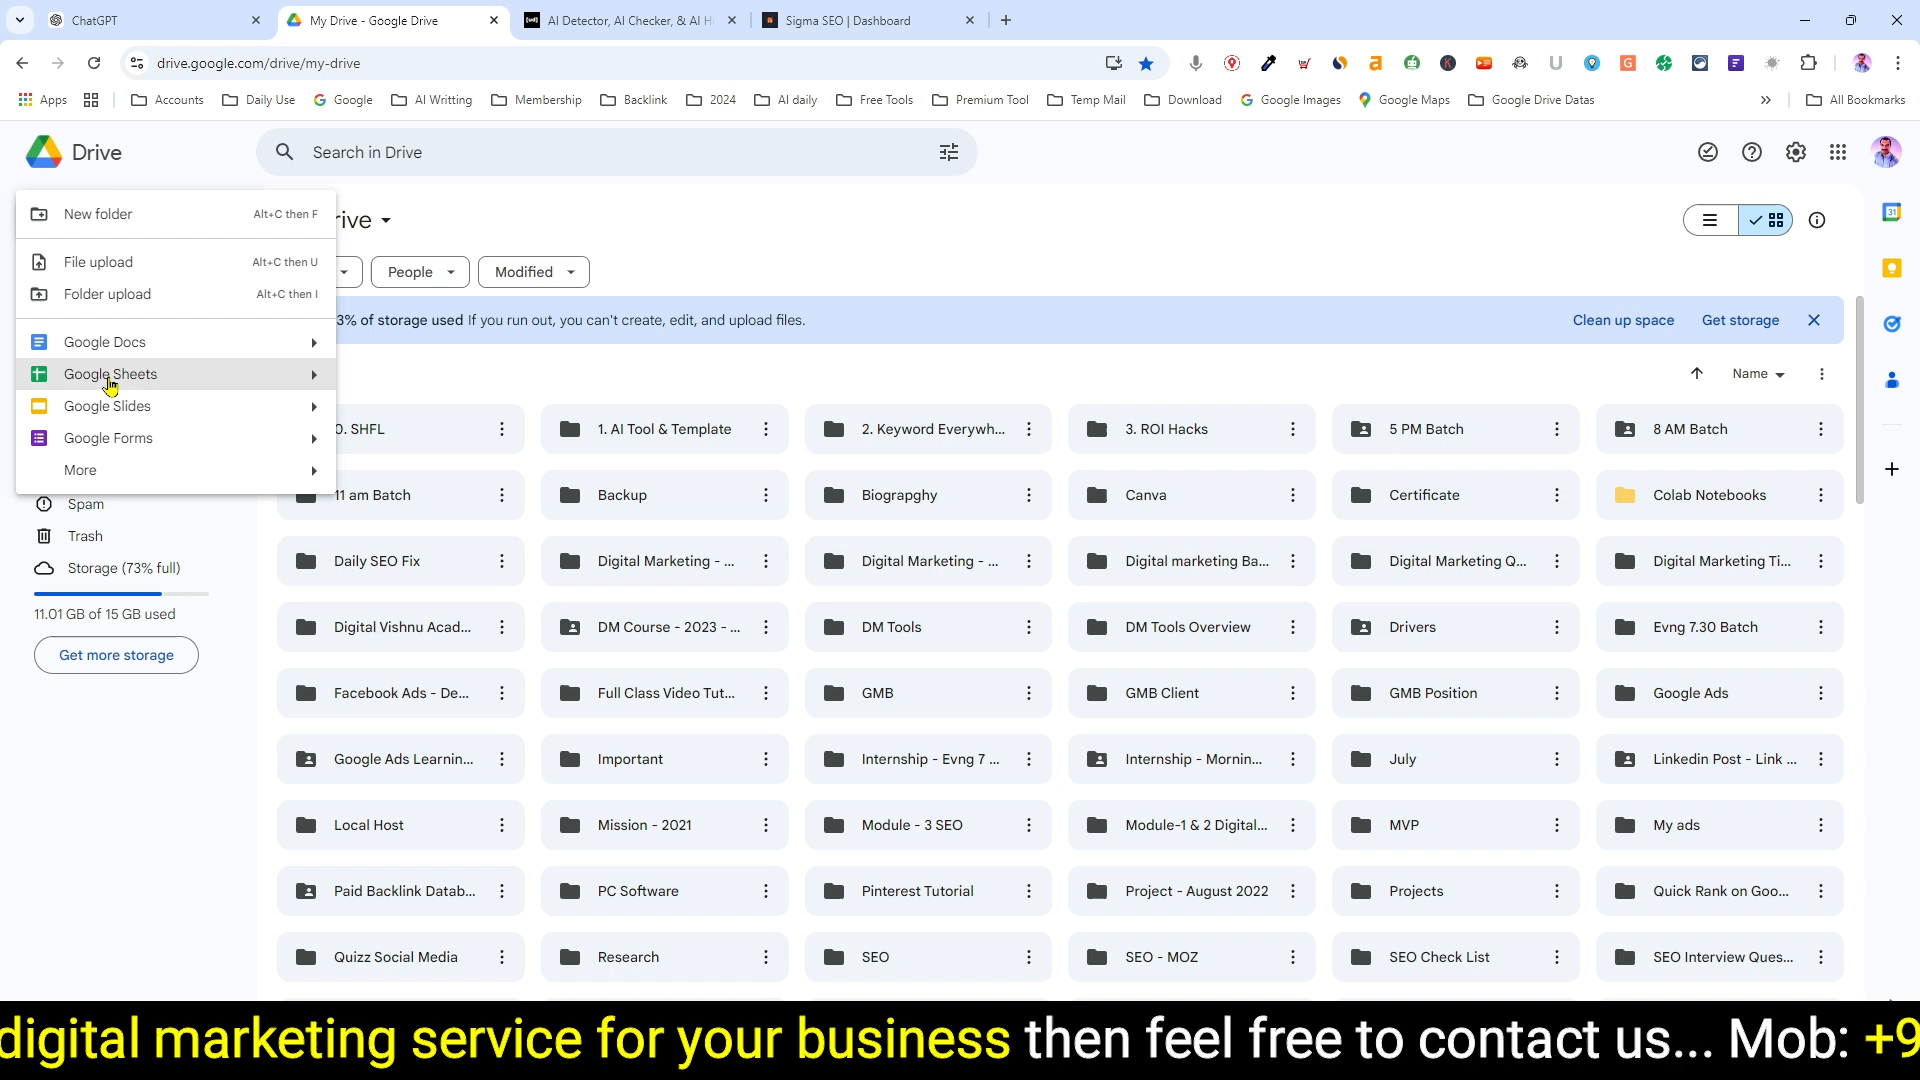 ChatGPT
My Drive - Google Drive
AI Detector, AI Checker, & AI H
Sigma SEO | Dashboard
drive.google.com/drive/my-drive
Apps
Accounts
Daily Use
Google
AI Writting
Membership
Backlink
2024
AI daily
Free Tools
Premium Tool
Temp Mail
Download
Google Images
Google Maps
Google Drive Datas
All Bookmarks
Drive
Search in Drive
New folder Alt+C then F
File upload Alt+C then U
Folder upload Alt+C then I
Google Docs
Google Sheets
Google Slides
Google Forms
More
Spam
Trash
Storage (73% full)
11.01 GB of 15 GB used
Get more storage
rive
People
Modified
3% of storage used If you run out, you can't create, edit, and upload files.
Clean up space
Get storage
Name
0. SHFL
1. AI Tool & Template
2. Keyword Everywh...
3. ROI Hacks
5 PM Batch
8 AM Batch
11 am Batch
Backup
Biograpghy
Canva
Certificate
Colab Notebooks
Daily SEO Fix
Digital Marketing - ...
Digital Marketing - ...
Digital marketing Ba...
Digital Marketing Q...
Digital Marketing Ti...
Digital Vishnu Acad...
DM Course - 2023 - ...
DM Tools
DM Tools Overview
Drivers
Evng 7.30 Batch
Facebook Ads - De...
Full Class Video Tut...
GMB
GMB Client
GMB Position
Google Ads
Google Ads Learnin...
Important
Internship - Evng 7 ...
Internship - Mornin...
July
Linkedin Post - Link ...
Local Host
Mission - 2021
Module - 3 SEO
Module-1 & 2 Digital...
MVP
My ads
Paid Backlink Datab...
PC Software
Pinterest Tutorial
Project - August 2022
Projects
Quick Rank on Goo...
Quizz Social Media
Research
SEO
SEO - MOZ
SEO Check List
SEO Interview Ques...
digital marketing service for your business then feel free to contact us... Mob: +9